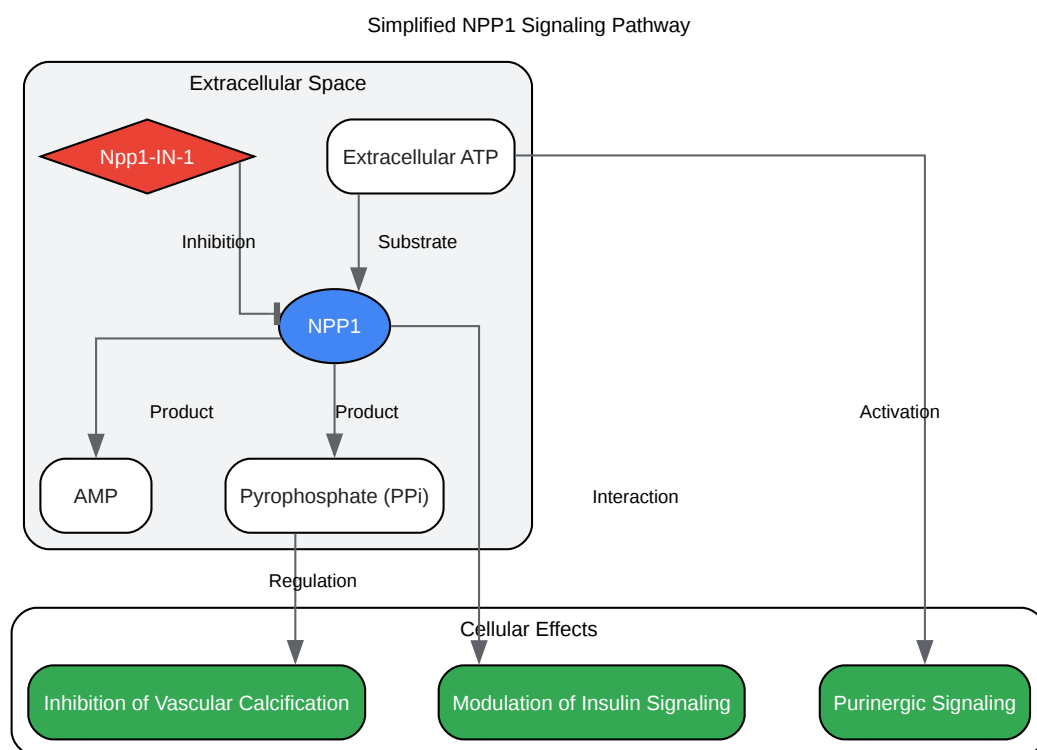 Simplified NPP1 Signaling Pathway
Extracellular Space
Npp1-IN-1
Extracellular ATP
Inhibition
Substrate
NPP1
Product
Product
Activation
AMP
Pyrophosphate (PPi)
Interaction
Regulation
Cellular Effects
Inhibition of Vascular Calcification
Modulation of Insulin Signaling
Purinergic Signaling